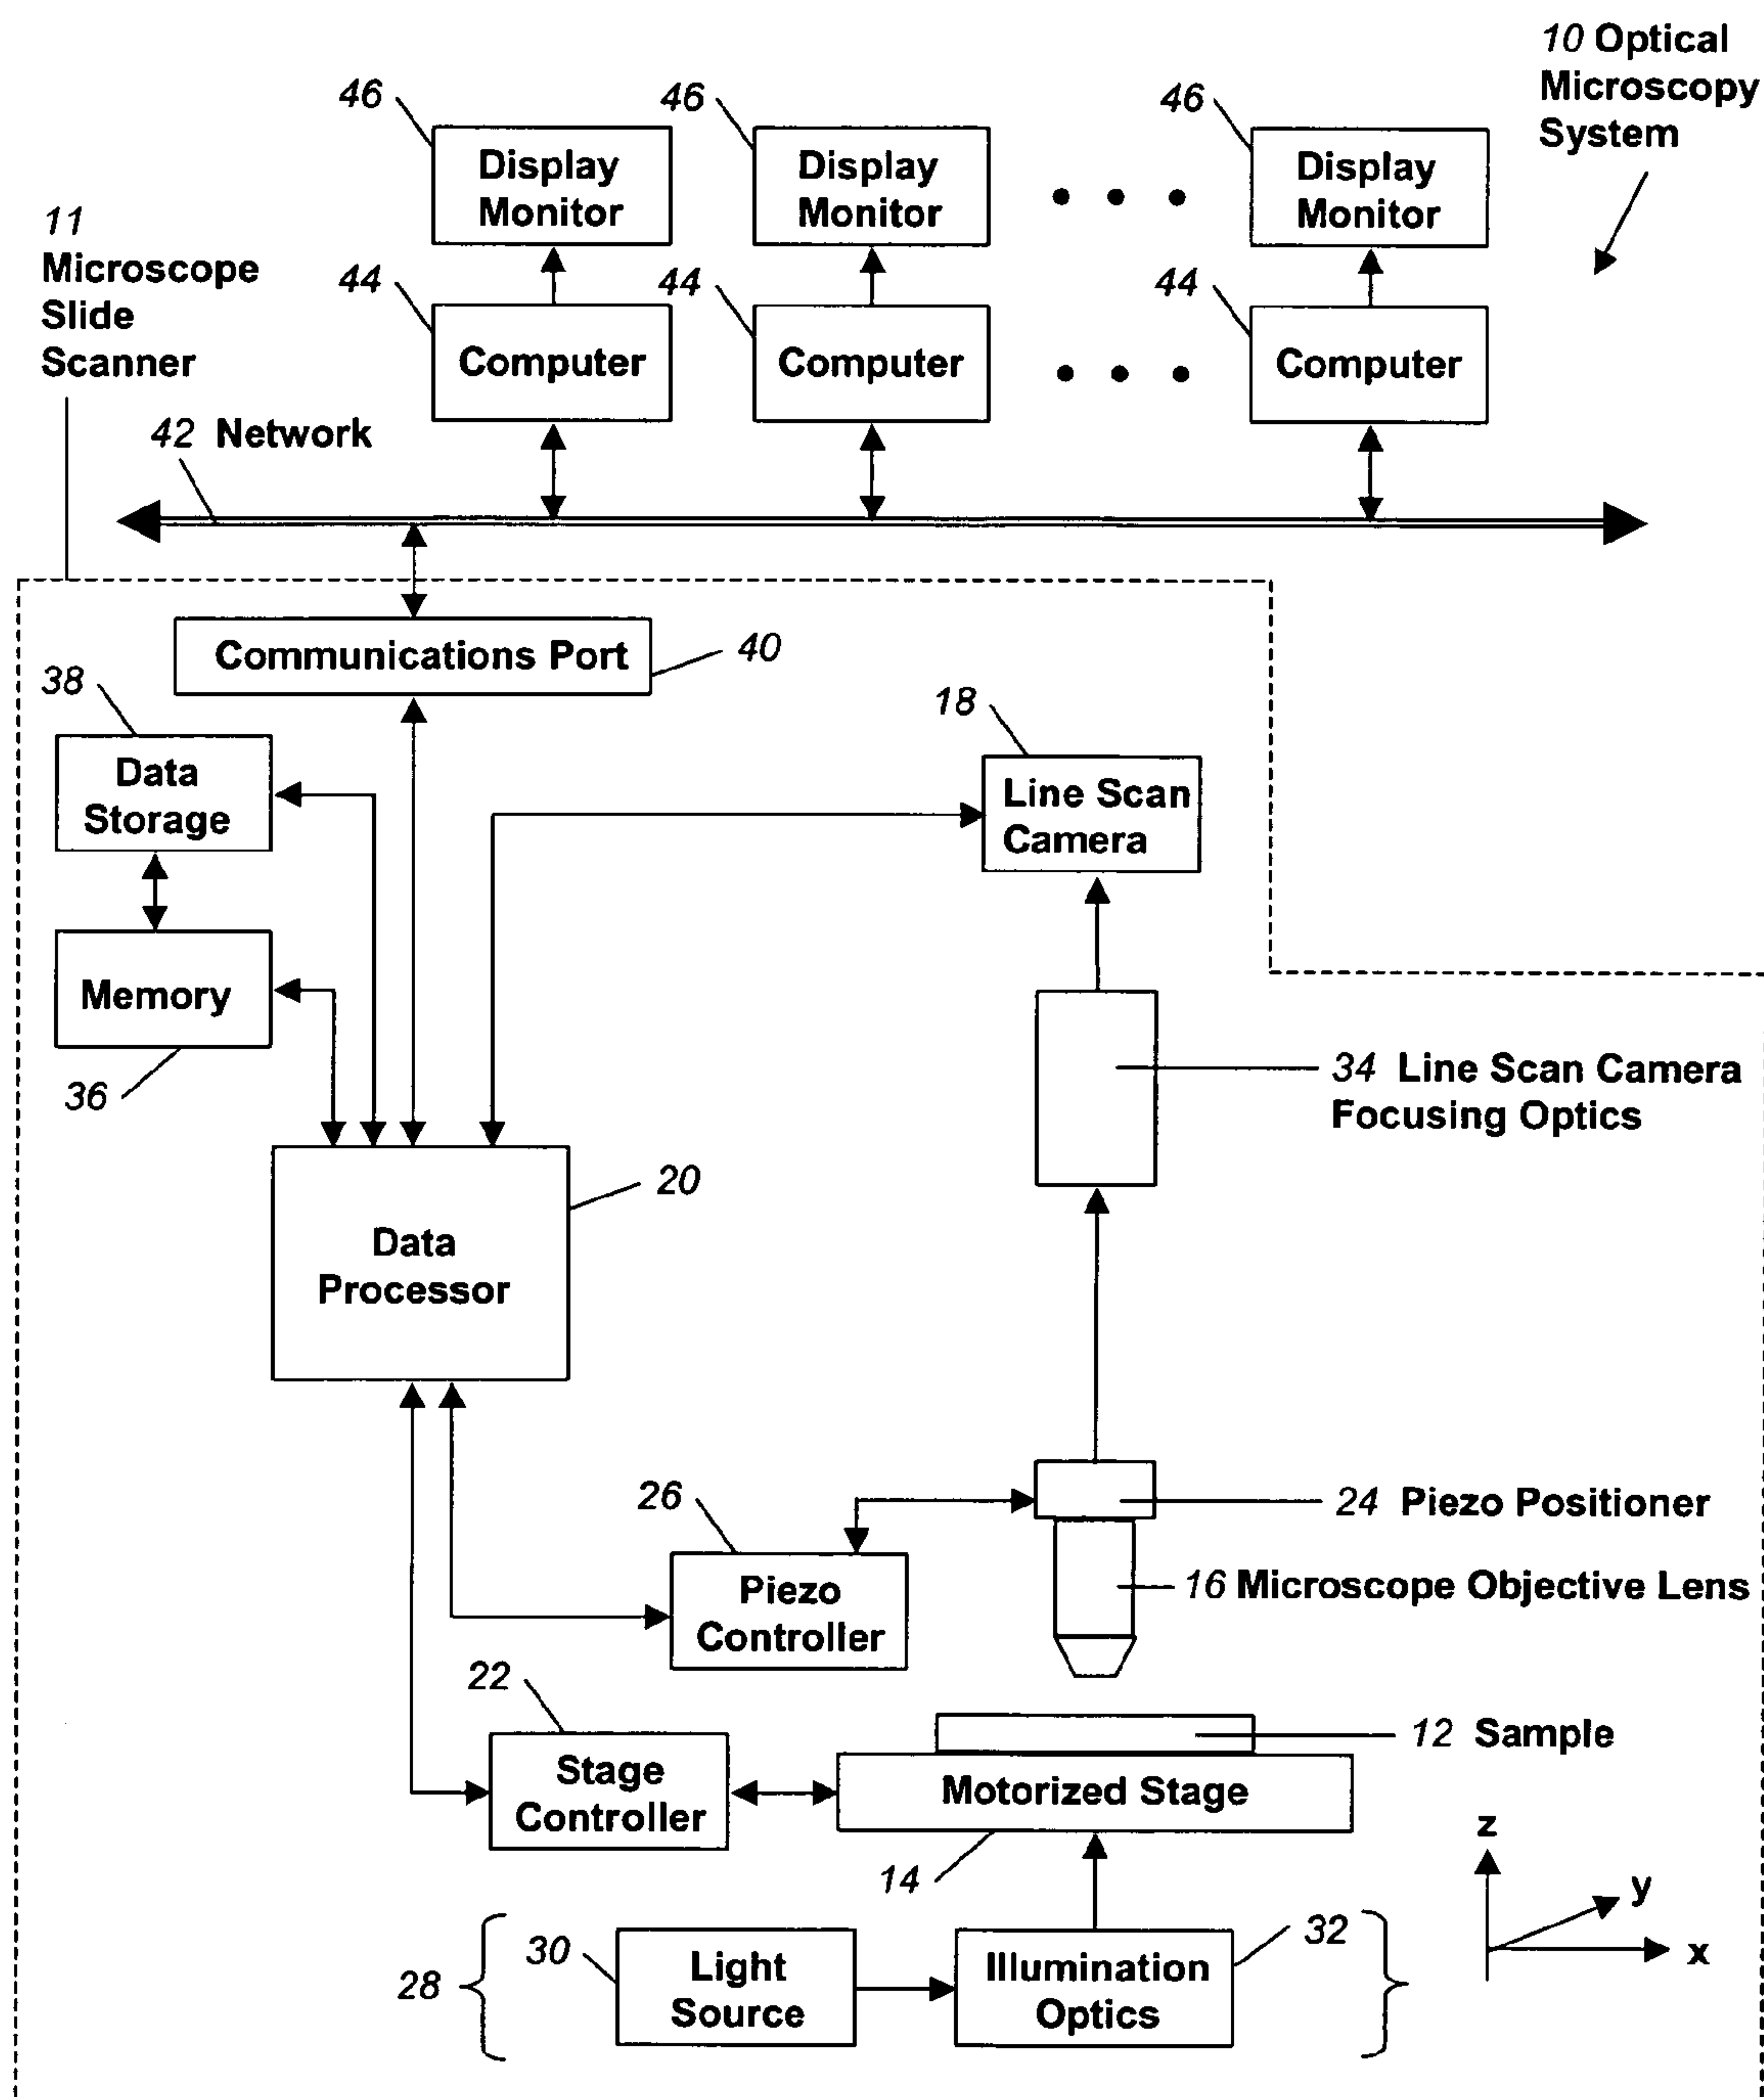 10 Optical
Microscopy
System
46
46
46
Display
Monitor
Display
Monitor
Display
Monitor
11
Microscope
Slide
Scanner
44
44
44
Computer
Computer
Computer
42 Network
Communications Port
40
38
18
Data
Storage
Line Scan
Camera
Memory
36
34 Line Scan Camera
Focusing Optics
20
Data
Processor
26
24 Piezo Positioner
Piezo
Controller
16 Microscope Objective Lens
22
12 Sample
Stage
Controller
Motorized Stage
14
z
y
x
28
30
Light
Source
Illumination
Optics
32